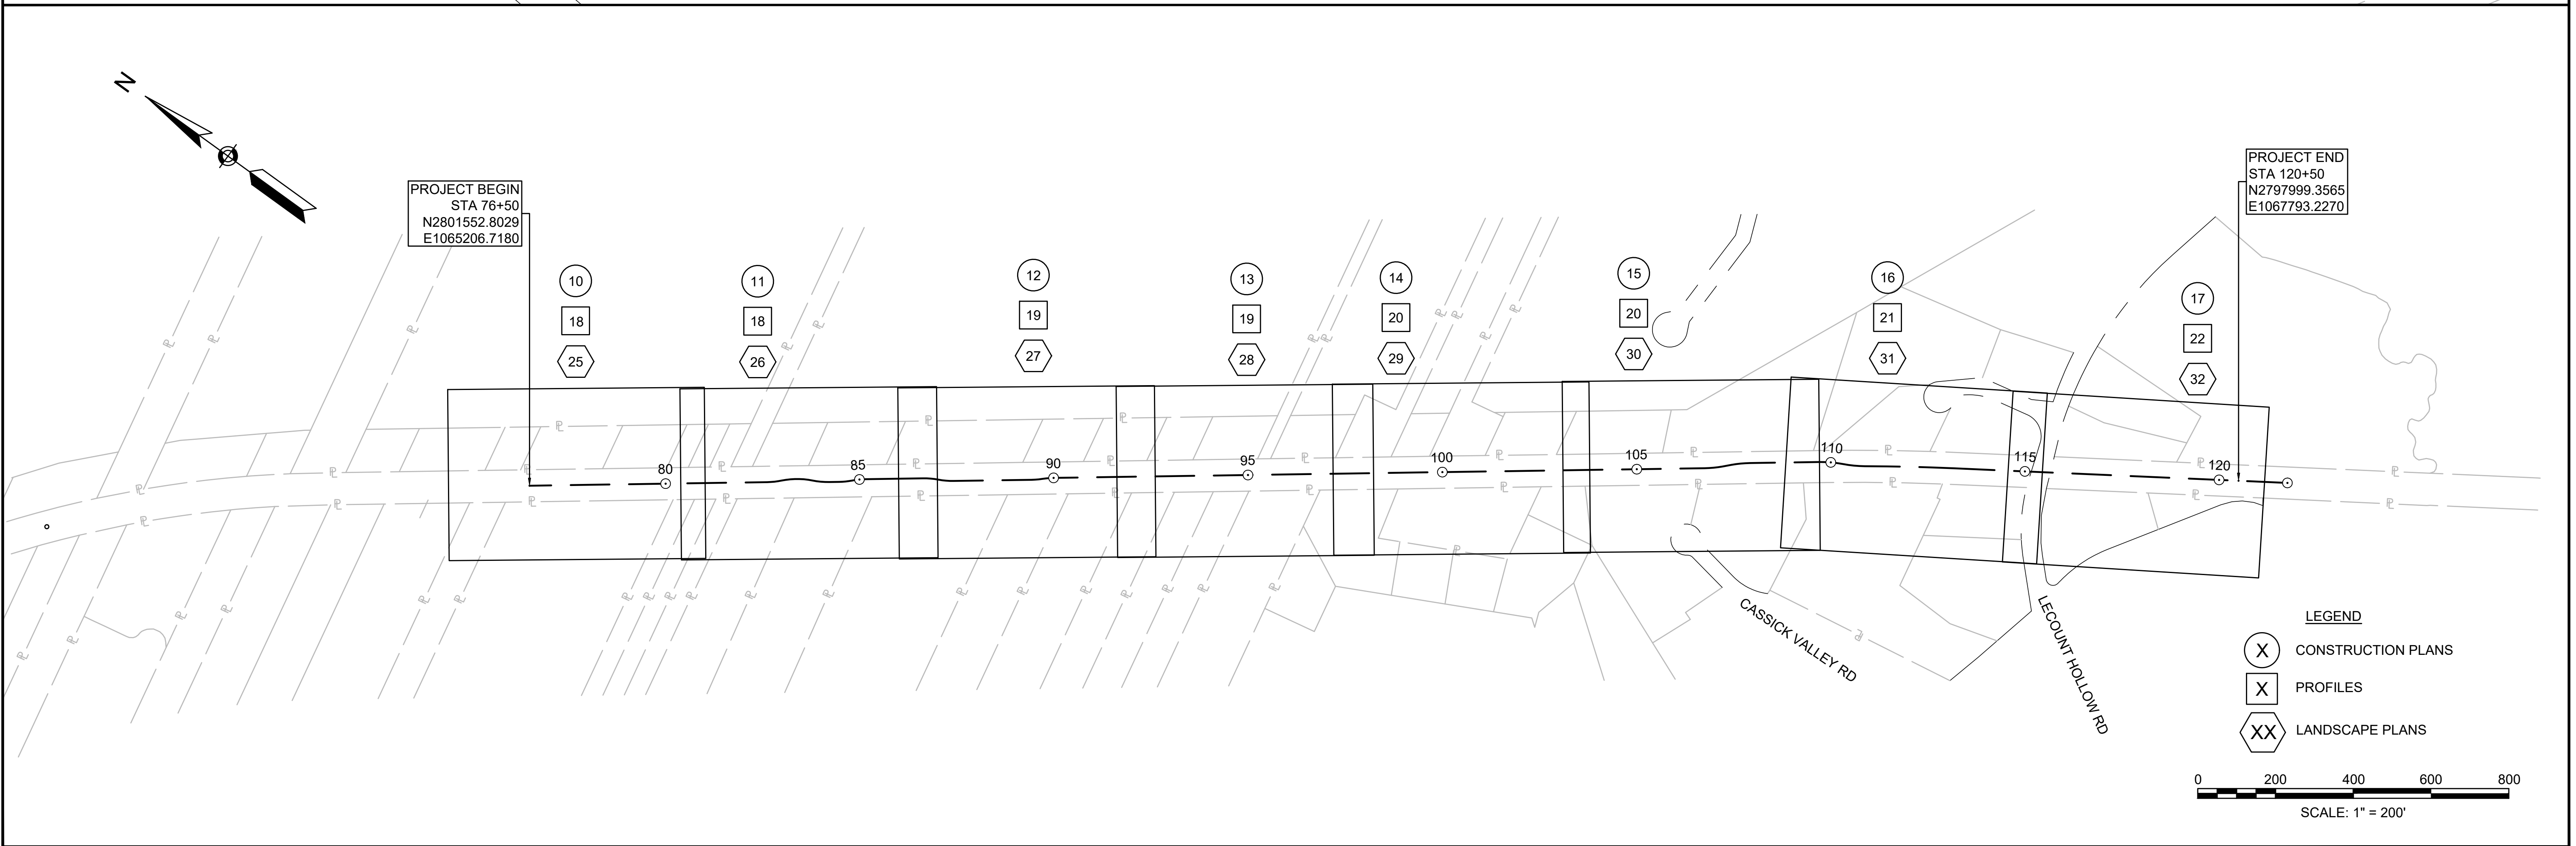 N
PROJECT BEGIN
STA 76+50
N2801552.8029
E1065206.7180
PROJECT END
STA 120+50
N2797999.3565
E1067793.2270
10
18
25
11
18
26
12
19
27
13
19
28
14
20
29
15
20
30
16
21
31
17
22
32
80
85
90
95
100
105
110
115
120
CASSICK VALLEY RD
LECOUNT HOLLOW RD
LEGEND
X CONSTRUCTION PLANS
X PROFILES
XX LANDSCAPE PLANS
0 200 400 600 800
SCALE: 1" = 200'